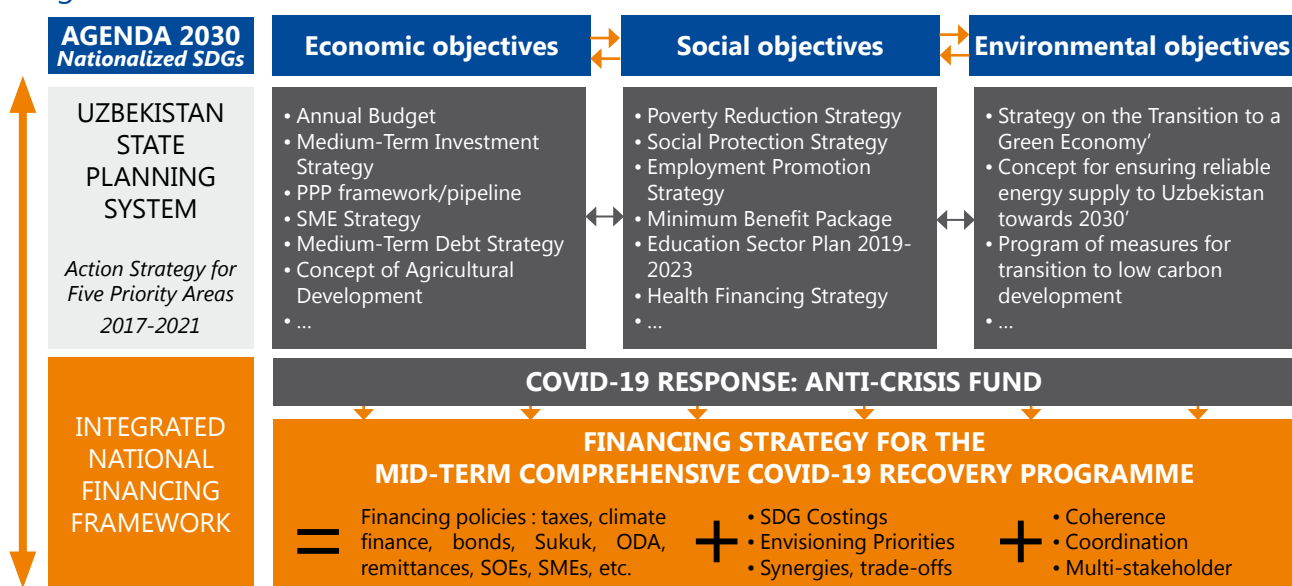 AGENDA 2030
Nationalized SDGs
Economic objectives
Social objectives
Environmental objectives
UZBEKISTAN
STATE
PLANNING
SYSTEM
Action Strategy for
Five Priority Areas
2017-2021
• Annual Budget
• Medium-Term Investment
Strategy
• PPP framework/pipeline
• SME Strategy
• Medium-Term Debt Strategy
• Concept of Agricultural
Development
• ...
• Poverty Reduction Strategy
• Social Protection Strategy
• Employment Promotion
Strategy
• Minimum Benefit Package
• Education Sector Plan 2019-
2023
• Health Financing Strategy
• ...
• Strategy on the Transition to a
Green Economy’
• Concept for ensuring reliable
energy supply to Uzbekistan
towards 2030‘
• Program of measures for
transition to low carbon
development
• ...
INTEGRATED
NATIONAL
FINANCING
FRAMEWORK
COVID-19 RESPONSE: ANTI-CRISIS FUND
FINANCING STRATEGY FOR THE
MID-TERM COMPREHENSIVE COVID-19 RECOVERY PROGRAMME
=
Financing policies : taxes, climate
finance, bonds, Sukuk, ODA,
remittances, SOEs, SMEs, etc.
+
• SDG Costings
• Envisioning Priorities
• Synergies, trade-offs
+
• Coherence
• Coordination
• Multi-stakeholder